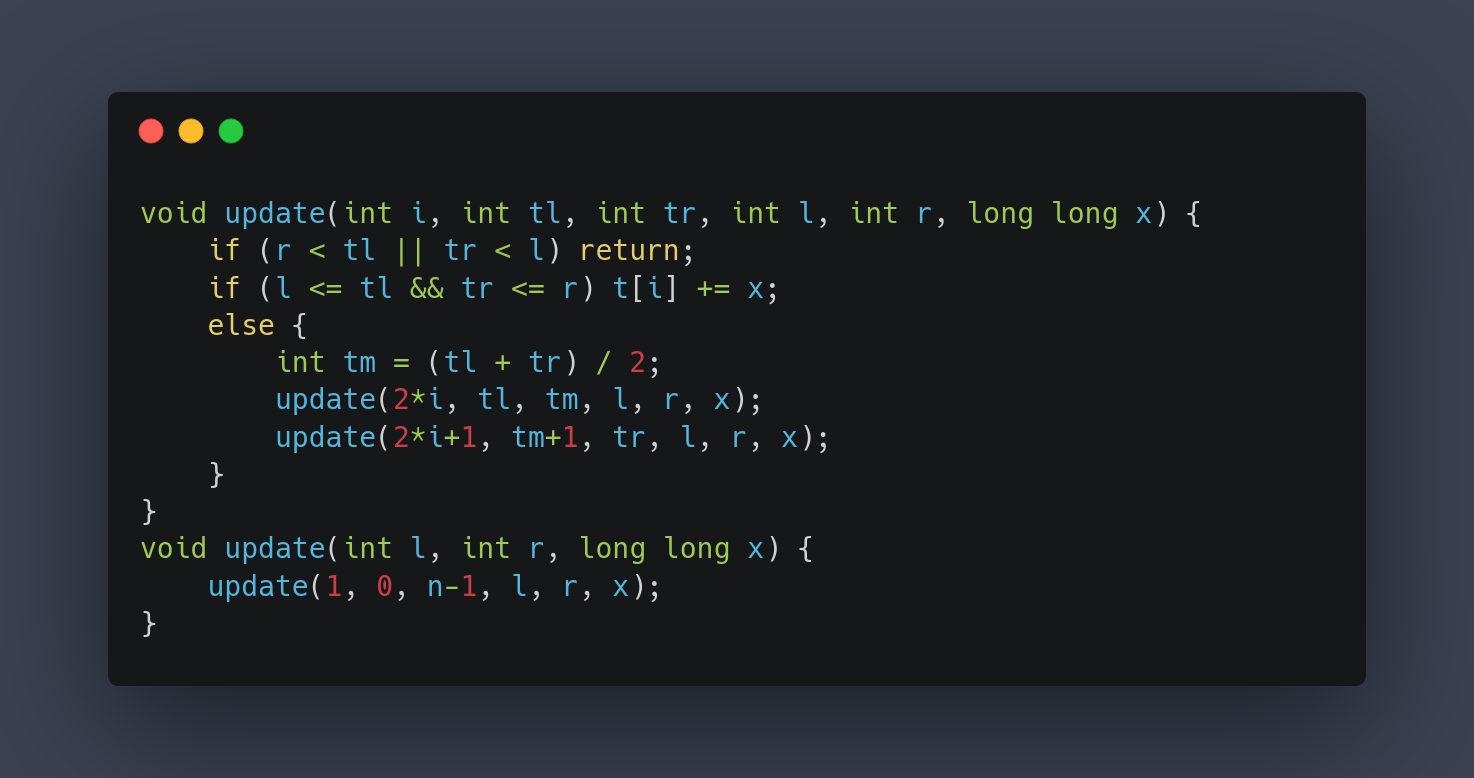 void update(int i, int tl, int tr, int l, int r, long long x) {
    if (r < tl || tr < l) return;
    if (l <= tl && tr <= r) t[i] += x;
    else {
        int tm = (tl + tr) / 2;
        update(2*i, tl, tm, l, r, x);
        update(2*i+1, tm+1, tr, l, r, x);
    }
}
void update(int l, int r, long long x) {
    update(1, 0, n-1, l, r, x);
}